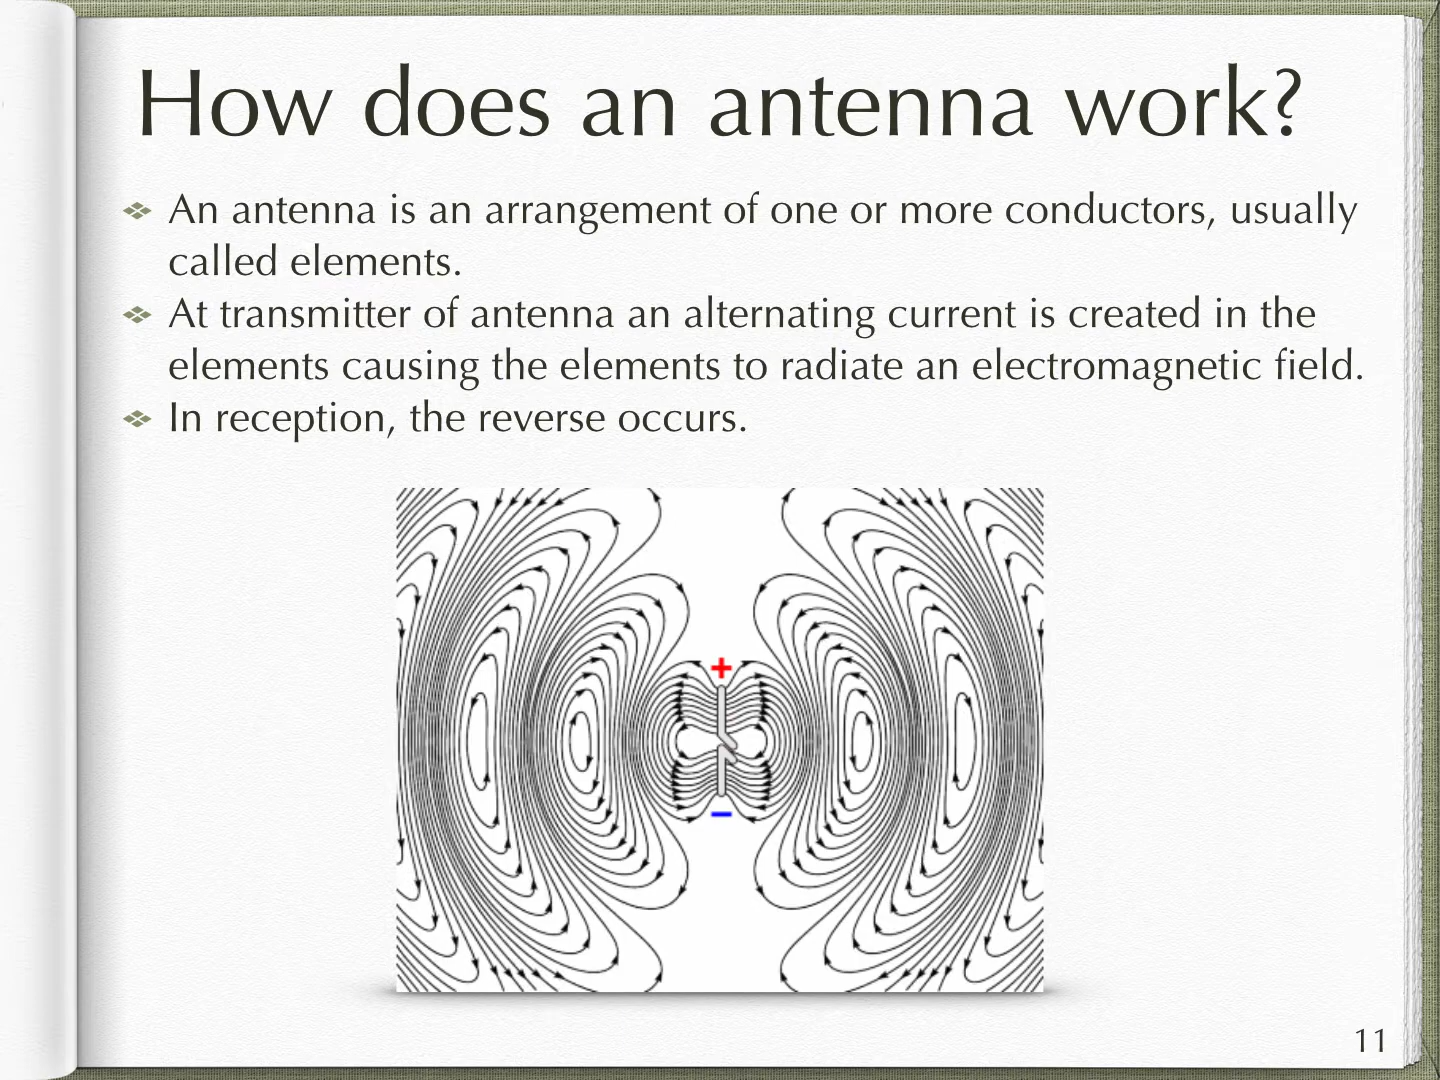 How does an antenna work?
An antenna is an arrangement of one or more conductors, usually
called elements.
At transmitter of antenna an alternating current is created in the
elements causing the elements to radiate an electromagnetic field.
In reception, the reverse occurs.
+
−
11